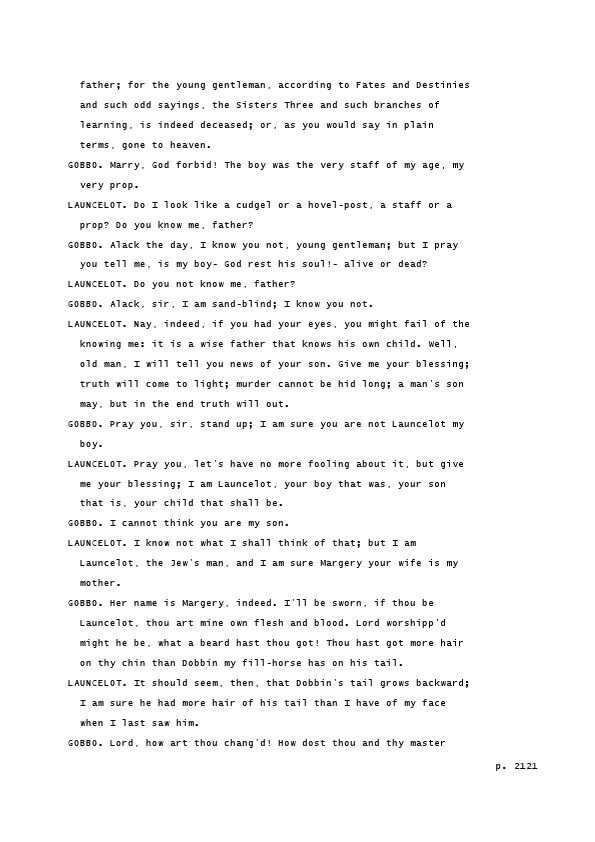 father; for the young gentleman, according to Fates and Destinies
and such odd sayings, the Sisters Three and such branches of
learning, is indeed deceased; or, as you would say in plain
terms, gone to heaven.
GOBBO. Marry, God forbid! The boy was the very staff of my age, my
very prop.
LAUNCELOT. Do I look like a cudgel or a hovel-post, a staff or a
prop? Do you know me, father?
GOBBO. Alack the day, I know you not, young gentleman; but I pray
you tell me, is my boy- God rest his soul!- alive or dead?
LAUNCELOT. Do you not know me, father?
GOBBO. Alack, sir, I am sand-blind; I know you not.
LAUNCELOT. Nay, indeed, if you had your eyes, you might fail of the
knowing me: it is a wise father that knows his own child. Well,
old man, I will tell you news of your son. Give me your blessing;
truth will come to light; murder cannot be hid long; a man's son
may, but in the end truth will out.
GOBBO. Pray you, sir, stand up; I am sure you are not Launcelot my
boy.
LAUNCELOT. Pray you, let's have no more fooling about it, but give
me your blessing; I am Launcelot, your boy that was, your son
that is, your child that shall be.
GOBBO. I cannot think you are my son.
LAUNCELOT. I know not what I shall think of that; but I am
Launcelot, the Jew's man, and I am sure Margery your wife is my
mother.
GOBBO. Her name is Margery, indeed. I'll be sworn, if thou be
Launcelot, thou art mine own flesh and blood. Lord worshipp'd
might he be, what a beard hast thou got! Thou hast got more hair
on thy chin than Dobbin my fill-horse has on his tail.
LAUNCELOT. It should seem, then, that Dobbin's tail grows backward;
I am sure he had more hair of his tail than I have of my face
when I last saw him.
GOBBO. Lord, how art thou chang'd! How dost thou and thy master
p. 2121